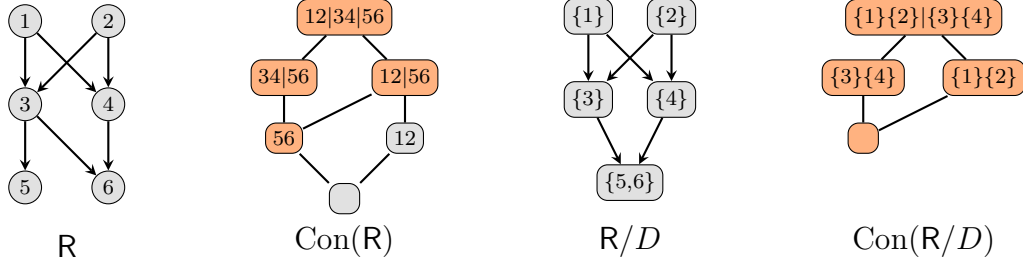 1 2
3 4
5 6
R
12|34|56
34|56 12|56
56 12
Con(R)
{1} {2}
{3} {4}
{5,6}
R/D
{1}{2}|{3}{4}
{3}{4} {1}{2}
Con(R/D)